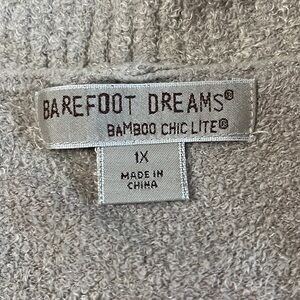 BAREFOOT DREAMS®
BAMBOO CHIC LITE®
1X
MADE IN
CHINA